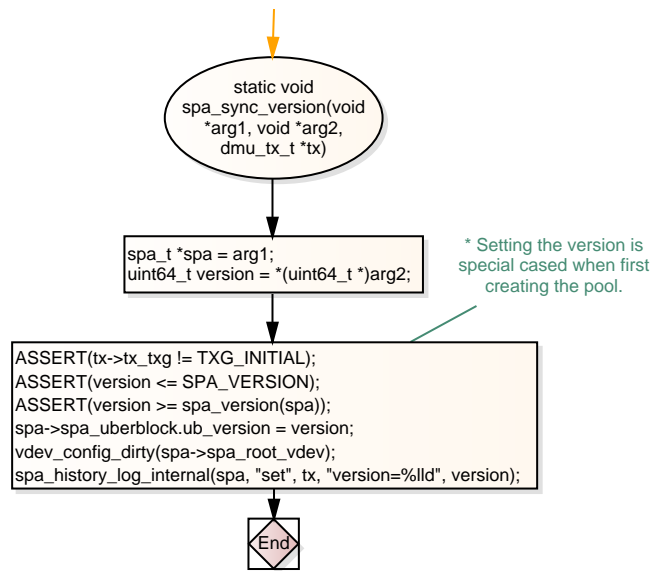 static void
spa_sync_version(void
*arg1, void *arg2,
dmu_tx_t *tx)
spa_t *spa = arg1;
uint64_t version = *(uint64_t *)arg2;
* Setting the version is
special cased when first
creating the pool.
ASSERT(tx->tx_txg != TXG_INITIAL);
ASSERT(version <= SPA_VERSION);
ASSERT(version >= spa_version(spa));
spa->spa_uberblock.ub_version = version;
vdev_config_dirty(spa->spa_root_vdev);
spa_history_log_internal(spa, "set", tx, "version=%lld", version);
End